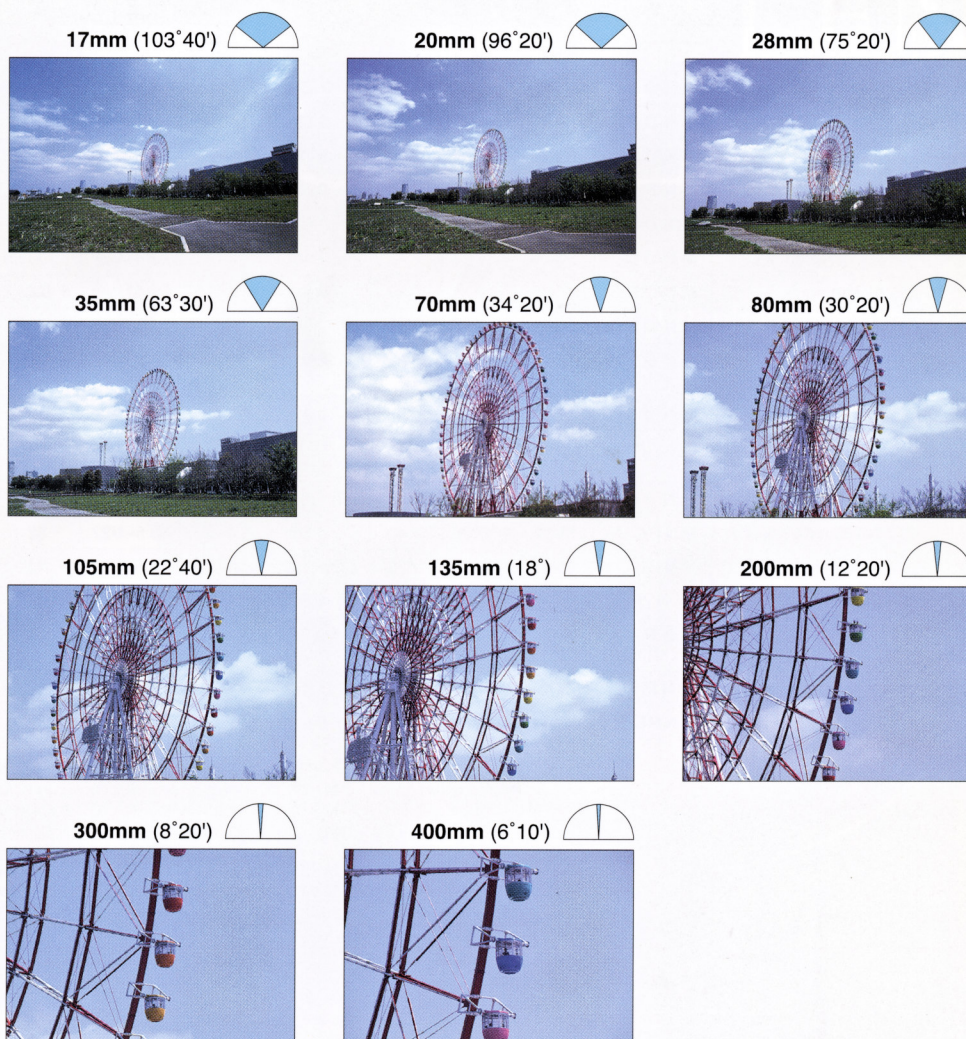 17mm (103˚40')
20mm (96˚20')
28mm (75˚20')
35mm (63˚30')
70mm (34˚20')
80mm (30˚20')
105mm (22˚40')
135mm (18˚)
200mm (12˚20')
300mm (8˚20')
400mm (6˚10')